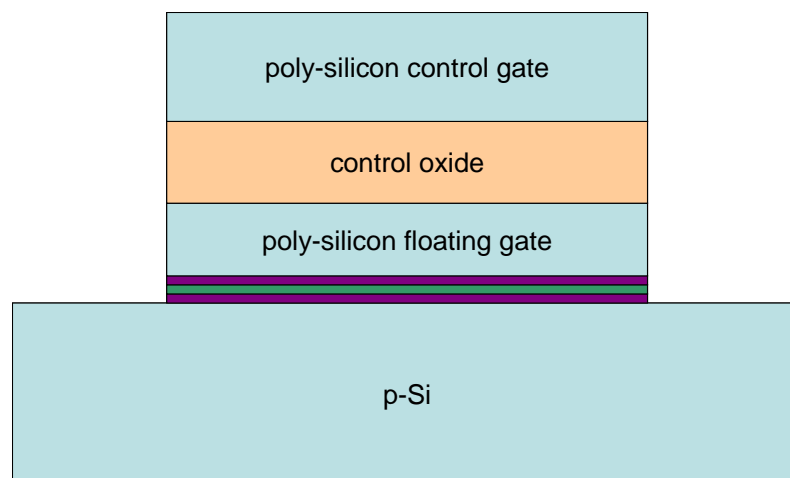 poly-silicon control gate
control oxide
poly-silicon floating gate
p-Si